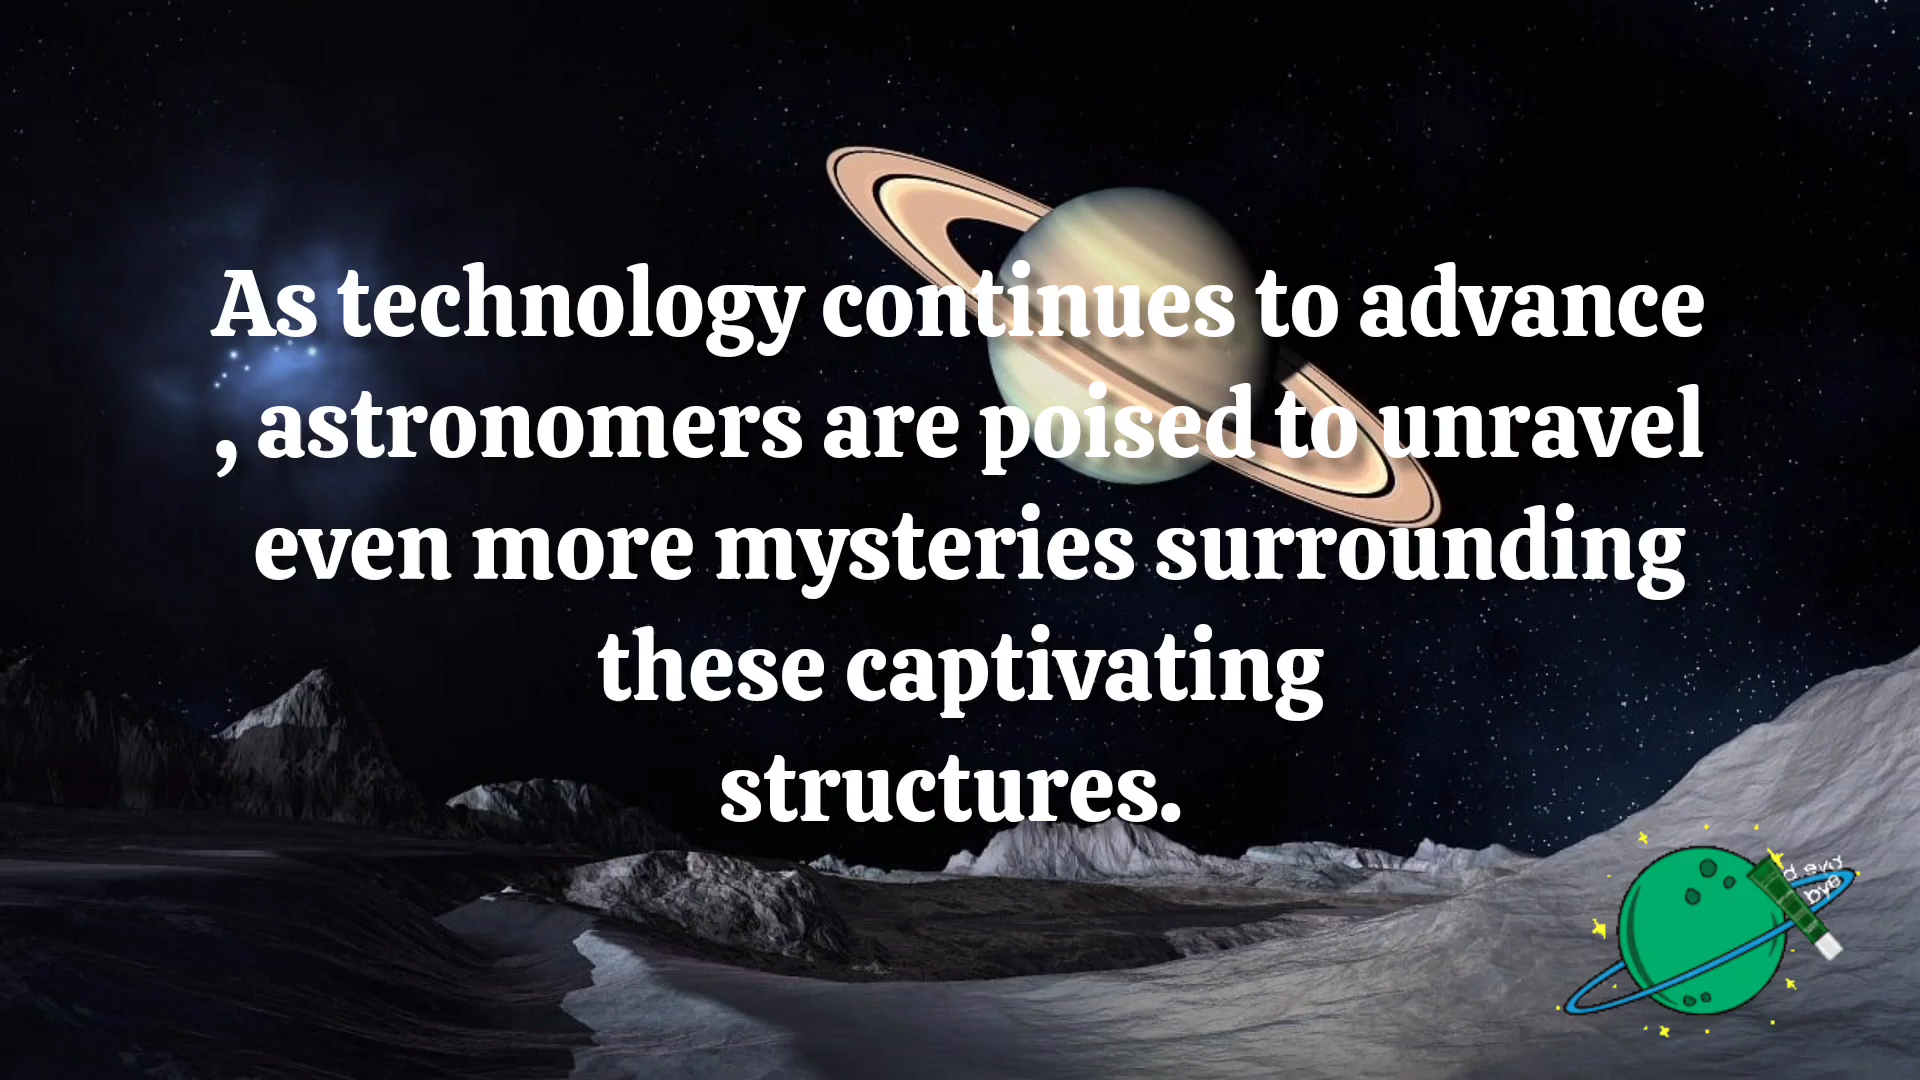 As technology continues to advance
, astronomers are poised to unravel
even more mysteries surrounding
these captivating
structures.